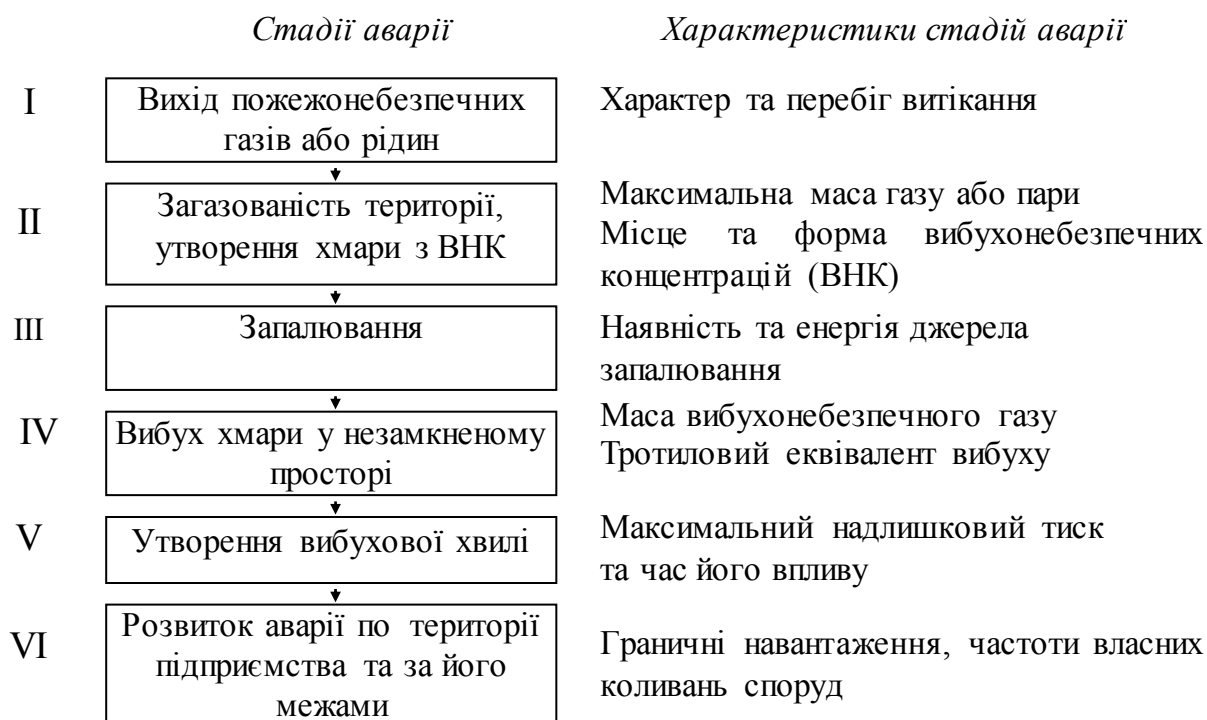 Стадії аварії
Характеристики стадій аварії
I
Вихід пожежонебезпечних
газів або рідин
Характер та перебіг витікання
II
Загазованість території,
утворення хмари з ВНК
Максимальна маса газу або пари
Місце та форма вибухонебезпечних
концентрацій (ВНК)
III
Запалювання
Наявність та енергія джерела
запалювання
IV
Вибух хмари у незамкненому
просторі
Маса вибухонебезпечного газу
Тротиловий еквівалент вибуху
V
Утворення вибухової хвилі
Максимальний надлишковий тиск
та час його впливу
VI
Розвиток аварії по території
підприємства та за його
межами
Граничні навантаження, частоти власних
коливань споруд